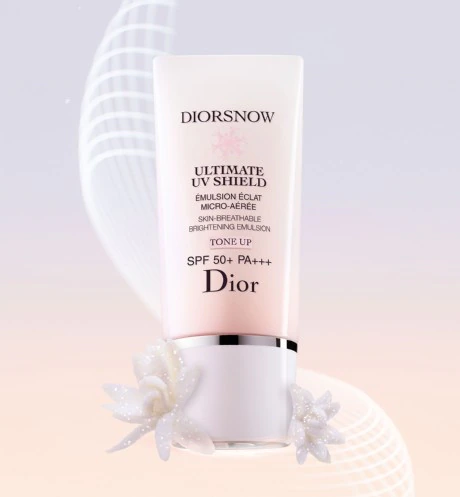 DIORSNOW
ULTIMATE
UV SHIELD
ÉMULSION ÉCLAT
MICRO-AÉRÉE
SKIN-BREATHABLE
BRIGHTENING EMULSION
TONE UP
SPF 50+ PA+++
Dior